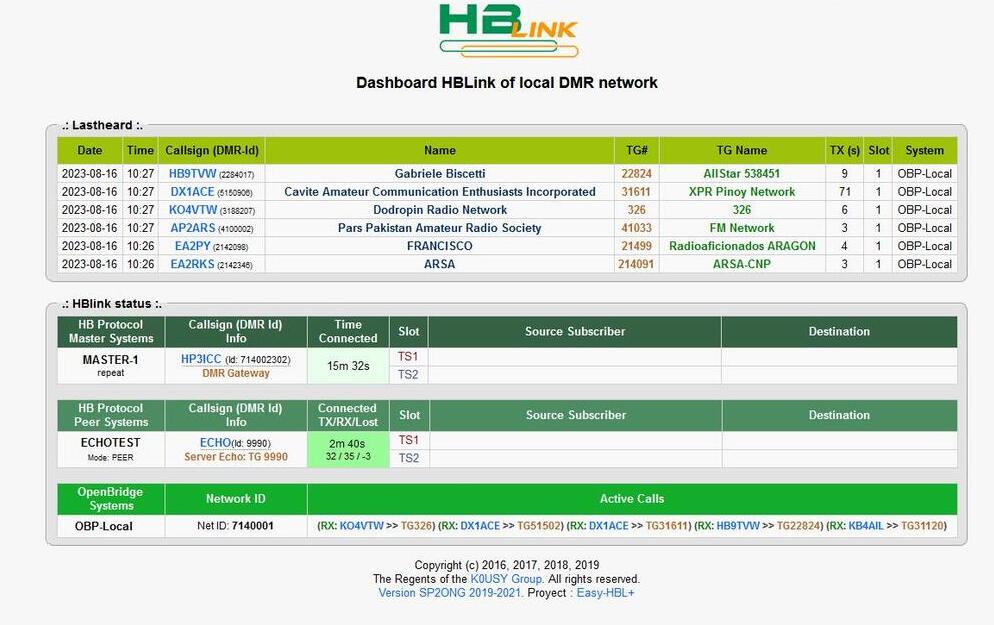 HBLINK
Dashboard HBLink of local DMR network
.: Lastheard :.
Date Time Callsign (DMR-Id) Name TG# TG Name TX (s) Slot System
2023-08-16 10:27 HB9TVW (2284017) Gabriele Biscetti 22824 AllStar 538451 9 1 OBP-Local
2023-08-16 10:27 DX1ACE (5150906) Cavite Amateur Communication Enthusiasts Incorporated 31611 XPR Pinoy Network 71 1 OBP-Local
2023-08-16 10:27 KO4VTW (3188207) Dodropin Radio Network 326 326 6 1 OBP-Local
2023-08-16 10:27 AP2ARS (4100002) Pars Pakistan Amateur Radio Society 41033 FM Network 3 1 OBP-Local
2023-08-16 10:26 EA2PY (2142098) FRANCISCO 21499 Radioaficionados ARAGON 4 1 OBP-Local
2023-08-16 10:26 EA2RKS (2142346) ARSA 214091 ARSA-CNP 3 1 OBP-Local
.: HBlink status :.
HB Protocol Callsign (DMR Id) Time Slot Source Subscriber Destination
Master Systems Info Connected
MASTER-1 HP3ICC (Id: 714002302) 15m 32s TS1
repeat DMR Gateway TS2
HB Protocol Callsign (DMR Id) Connected Slot Source Subscriber Destination
Peer Systems Info TX/RX/Lost
ECHOTEST ECHO(Id: 9990) 2m 40s TS1
Mode: PEER Server Echo: TG 9990 32 / 35 / -3 TS2
OpenBridge Network ID Active Calls
Systems
OBP-Local Net ID: 7140001 (RX: KO4VTW >> TG326) (RX: DX1ACE >> TG51502) (RX: DX1ACE >> TG31611) (RX: HB9TVW >> TG22824) (RX: KB4AIL >> TG31120)
Copyright (c) 2016, 2017, 2018, 2019
The Regents of the K0USY Group. All rights reserved.
Version SP2ONG 2019-2021. Proyect : Easy-HBL+